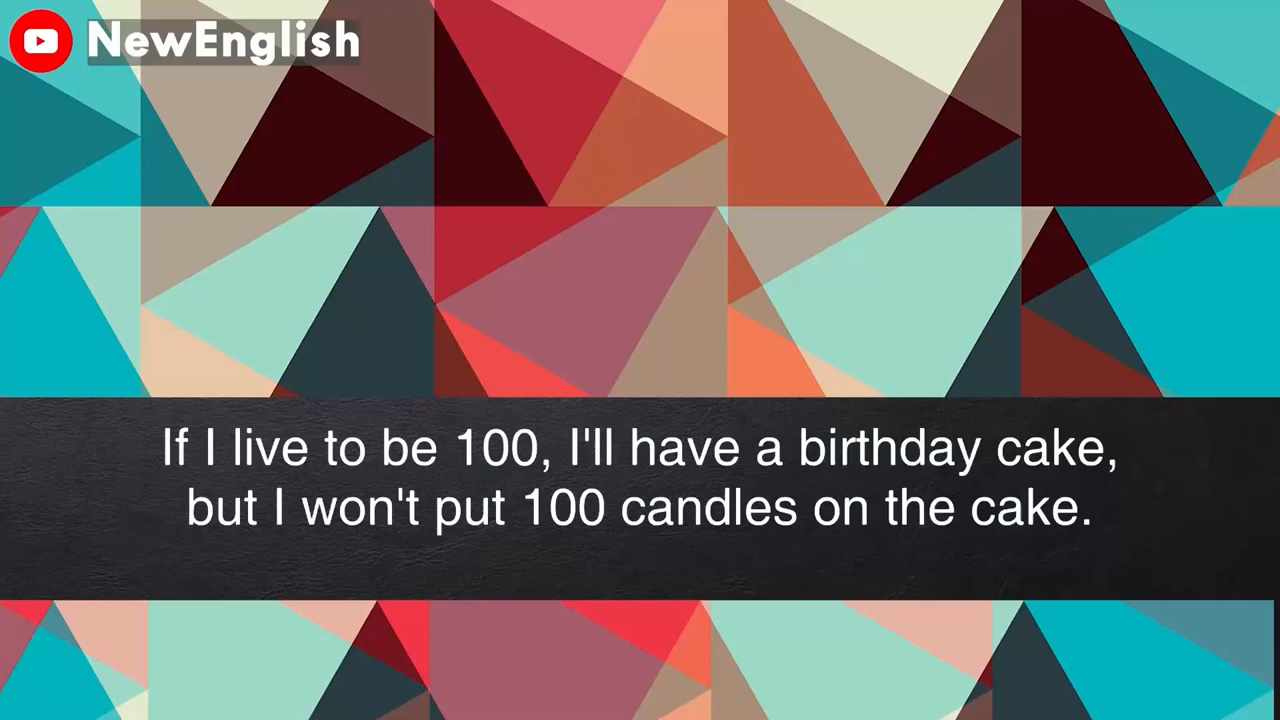 NewEnglish
If I live to be 100, I'll have a birthday cake,
but I won't put 100 candles on the cake.